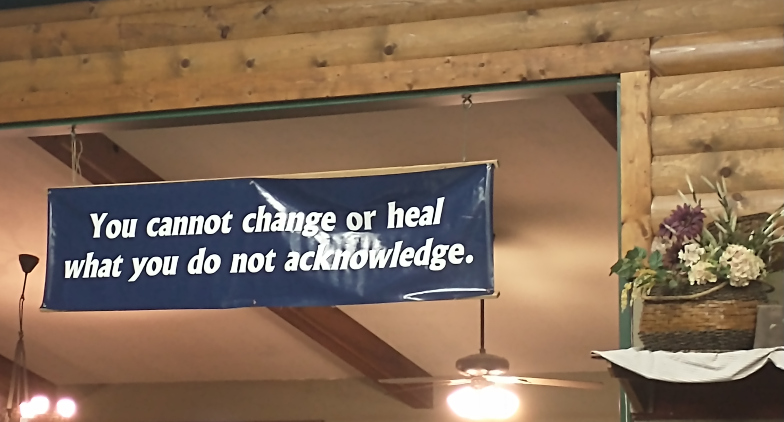 You cannot change or heal
what you do not acknowledge.